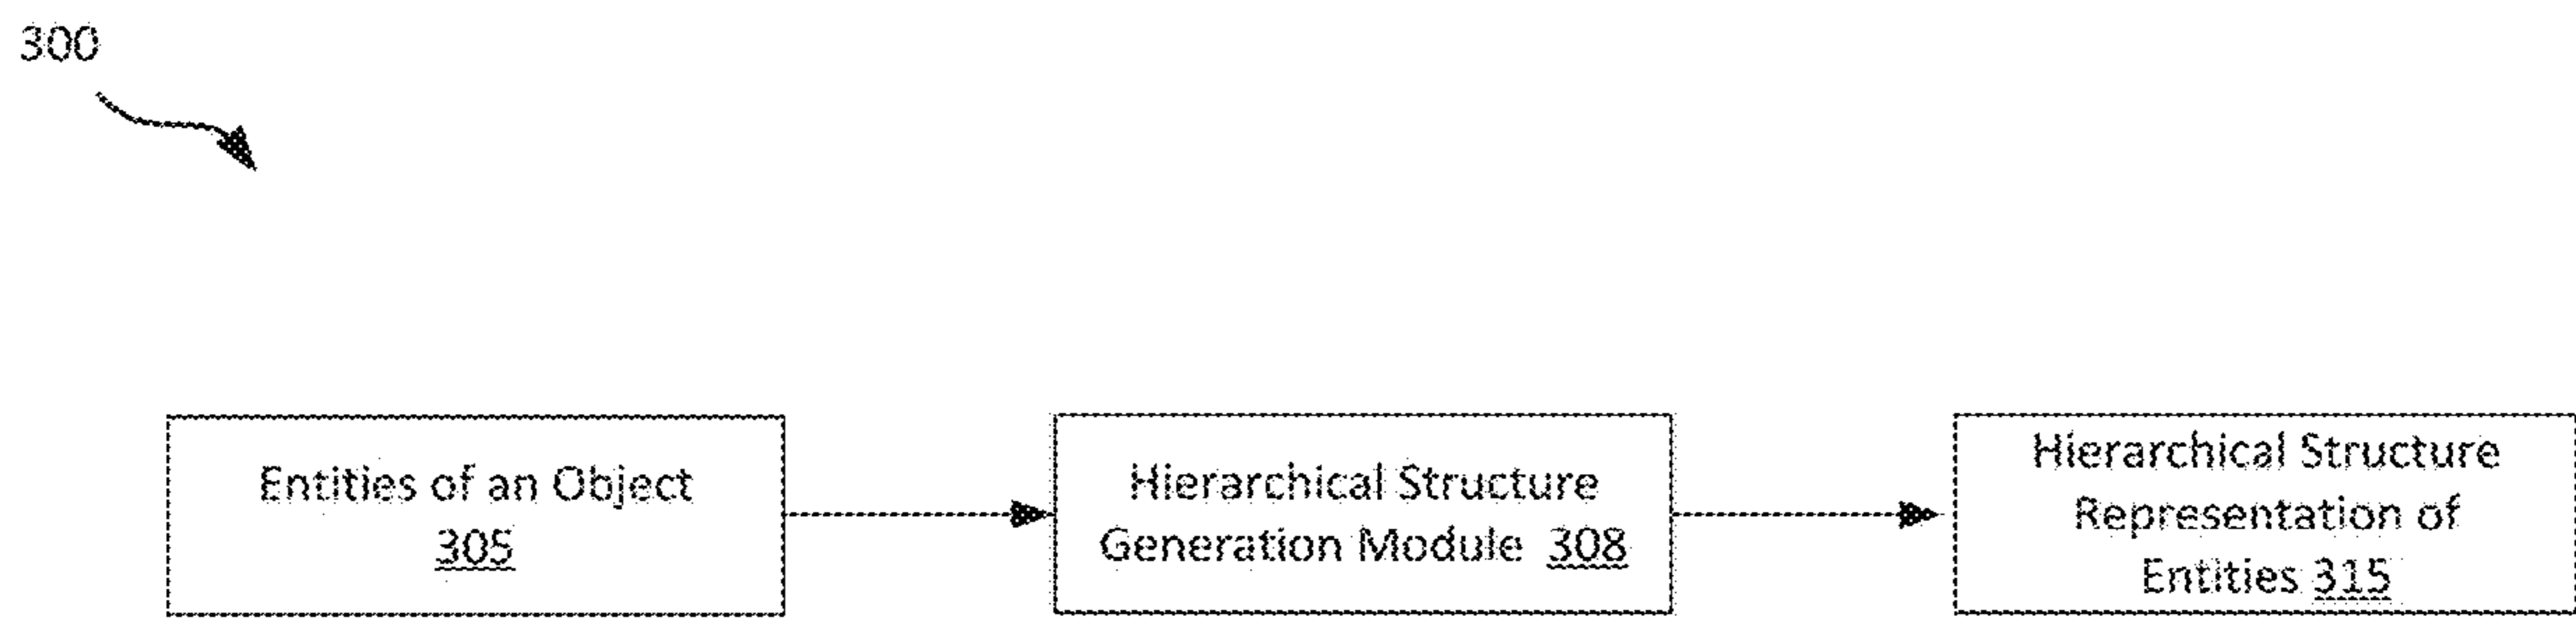 300
Entities of an Object
305
Hierarchical Structure
Generation Module 308
Hierarchical Structure
Representation of
Entities 315